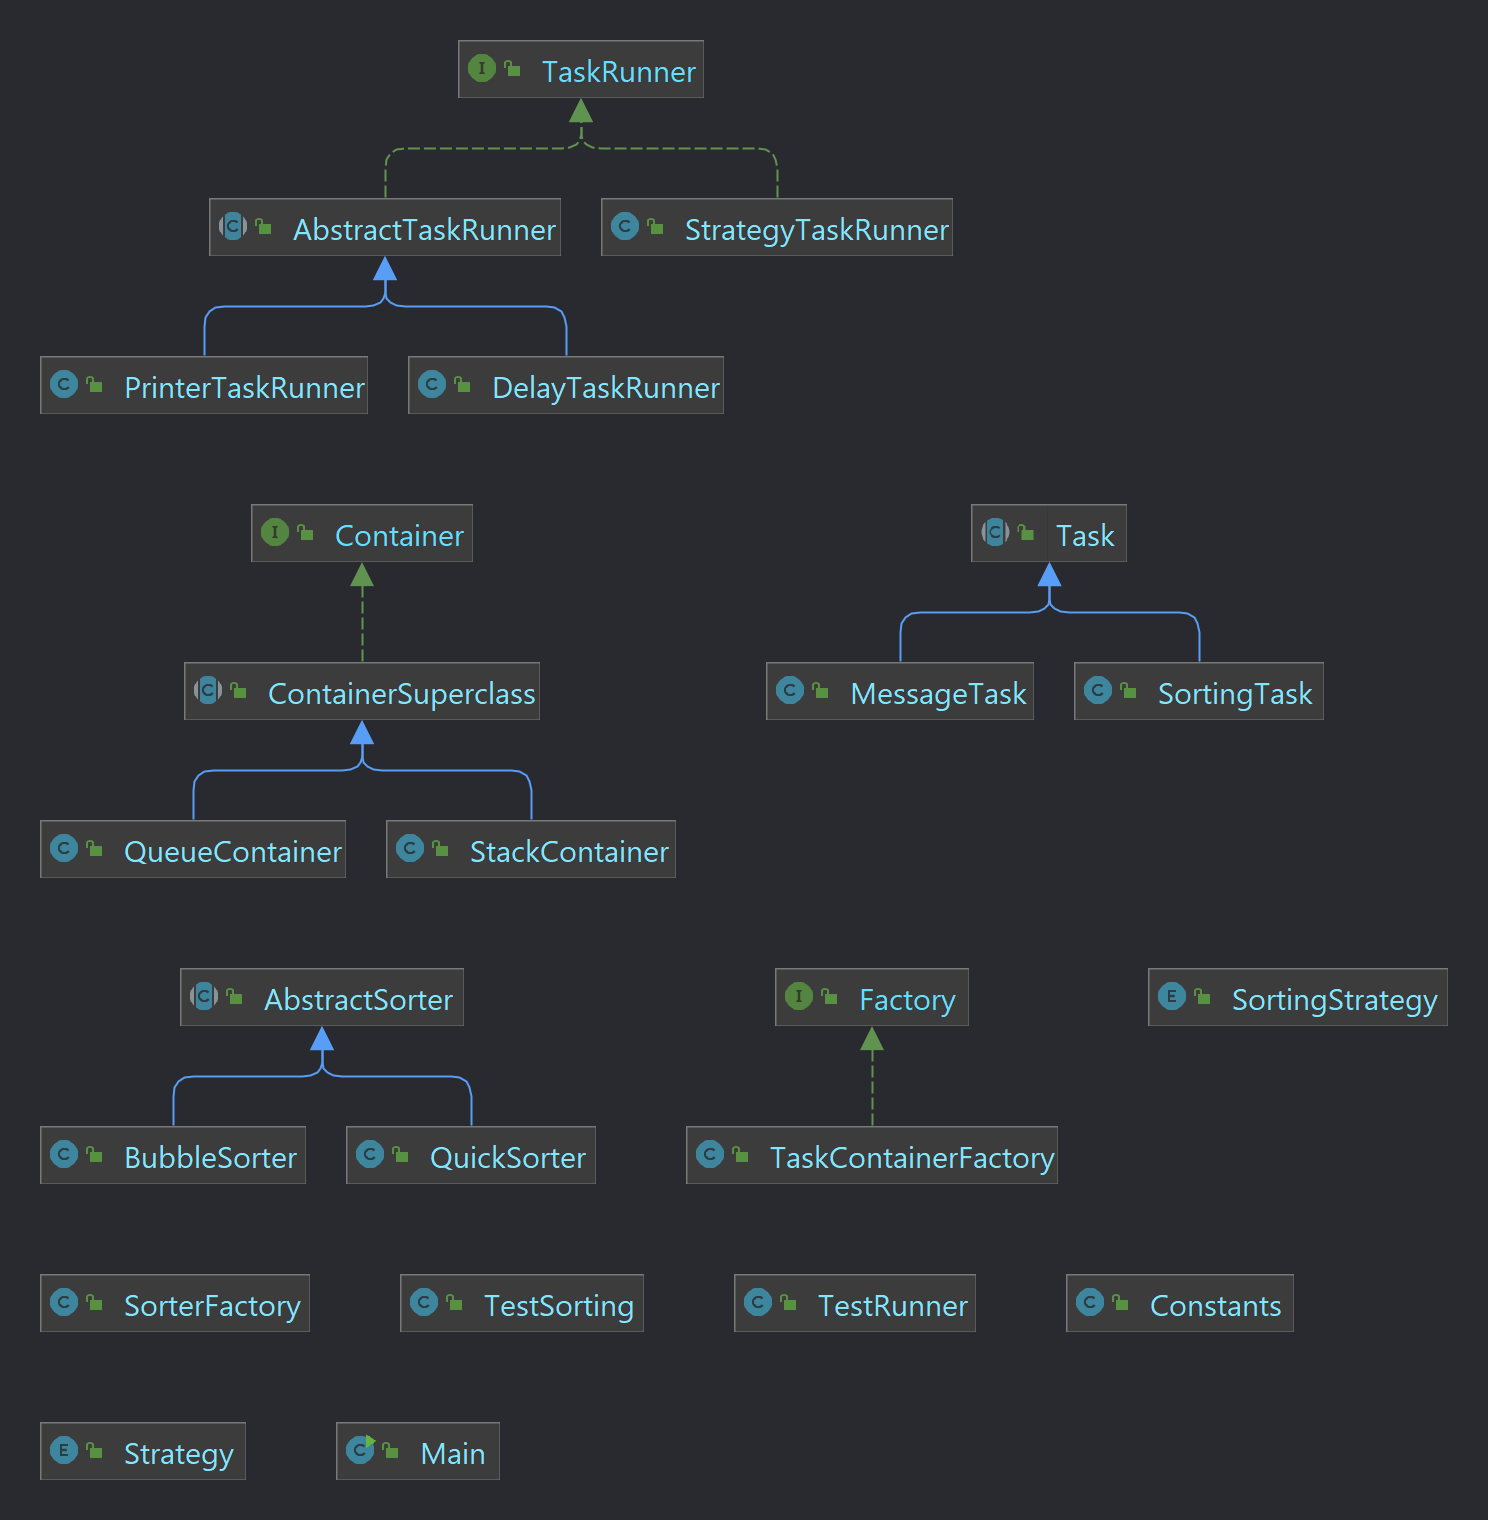 I TaskRunner
C AbstractTaskRunner
C StrategyTaskRunner
C PrinterTaskRunner
C DelayTaskRunner
I Container
C Task
C ContainerSuperclass
C MessageTask
C SortingTask
C QueueContainer
C StackContainer
C AbstractSorter
I Factory
E SortingStrategy
C BubbleSorter
C QuickSorter
C TaskContainerFactory
C SorterFactory
C TestSorting
C TestRunner
C Constants
E Strategy
C Main